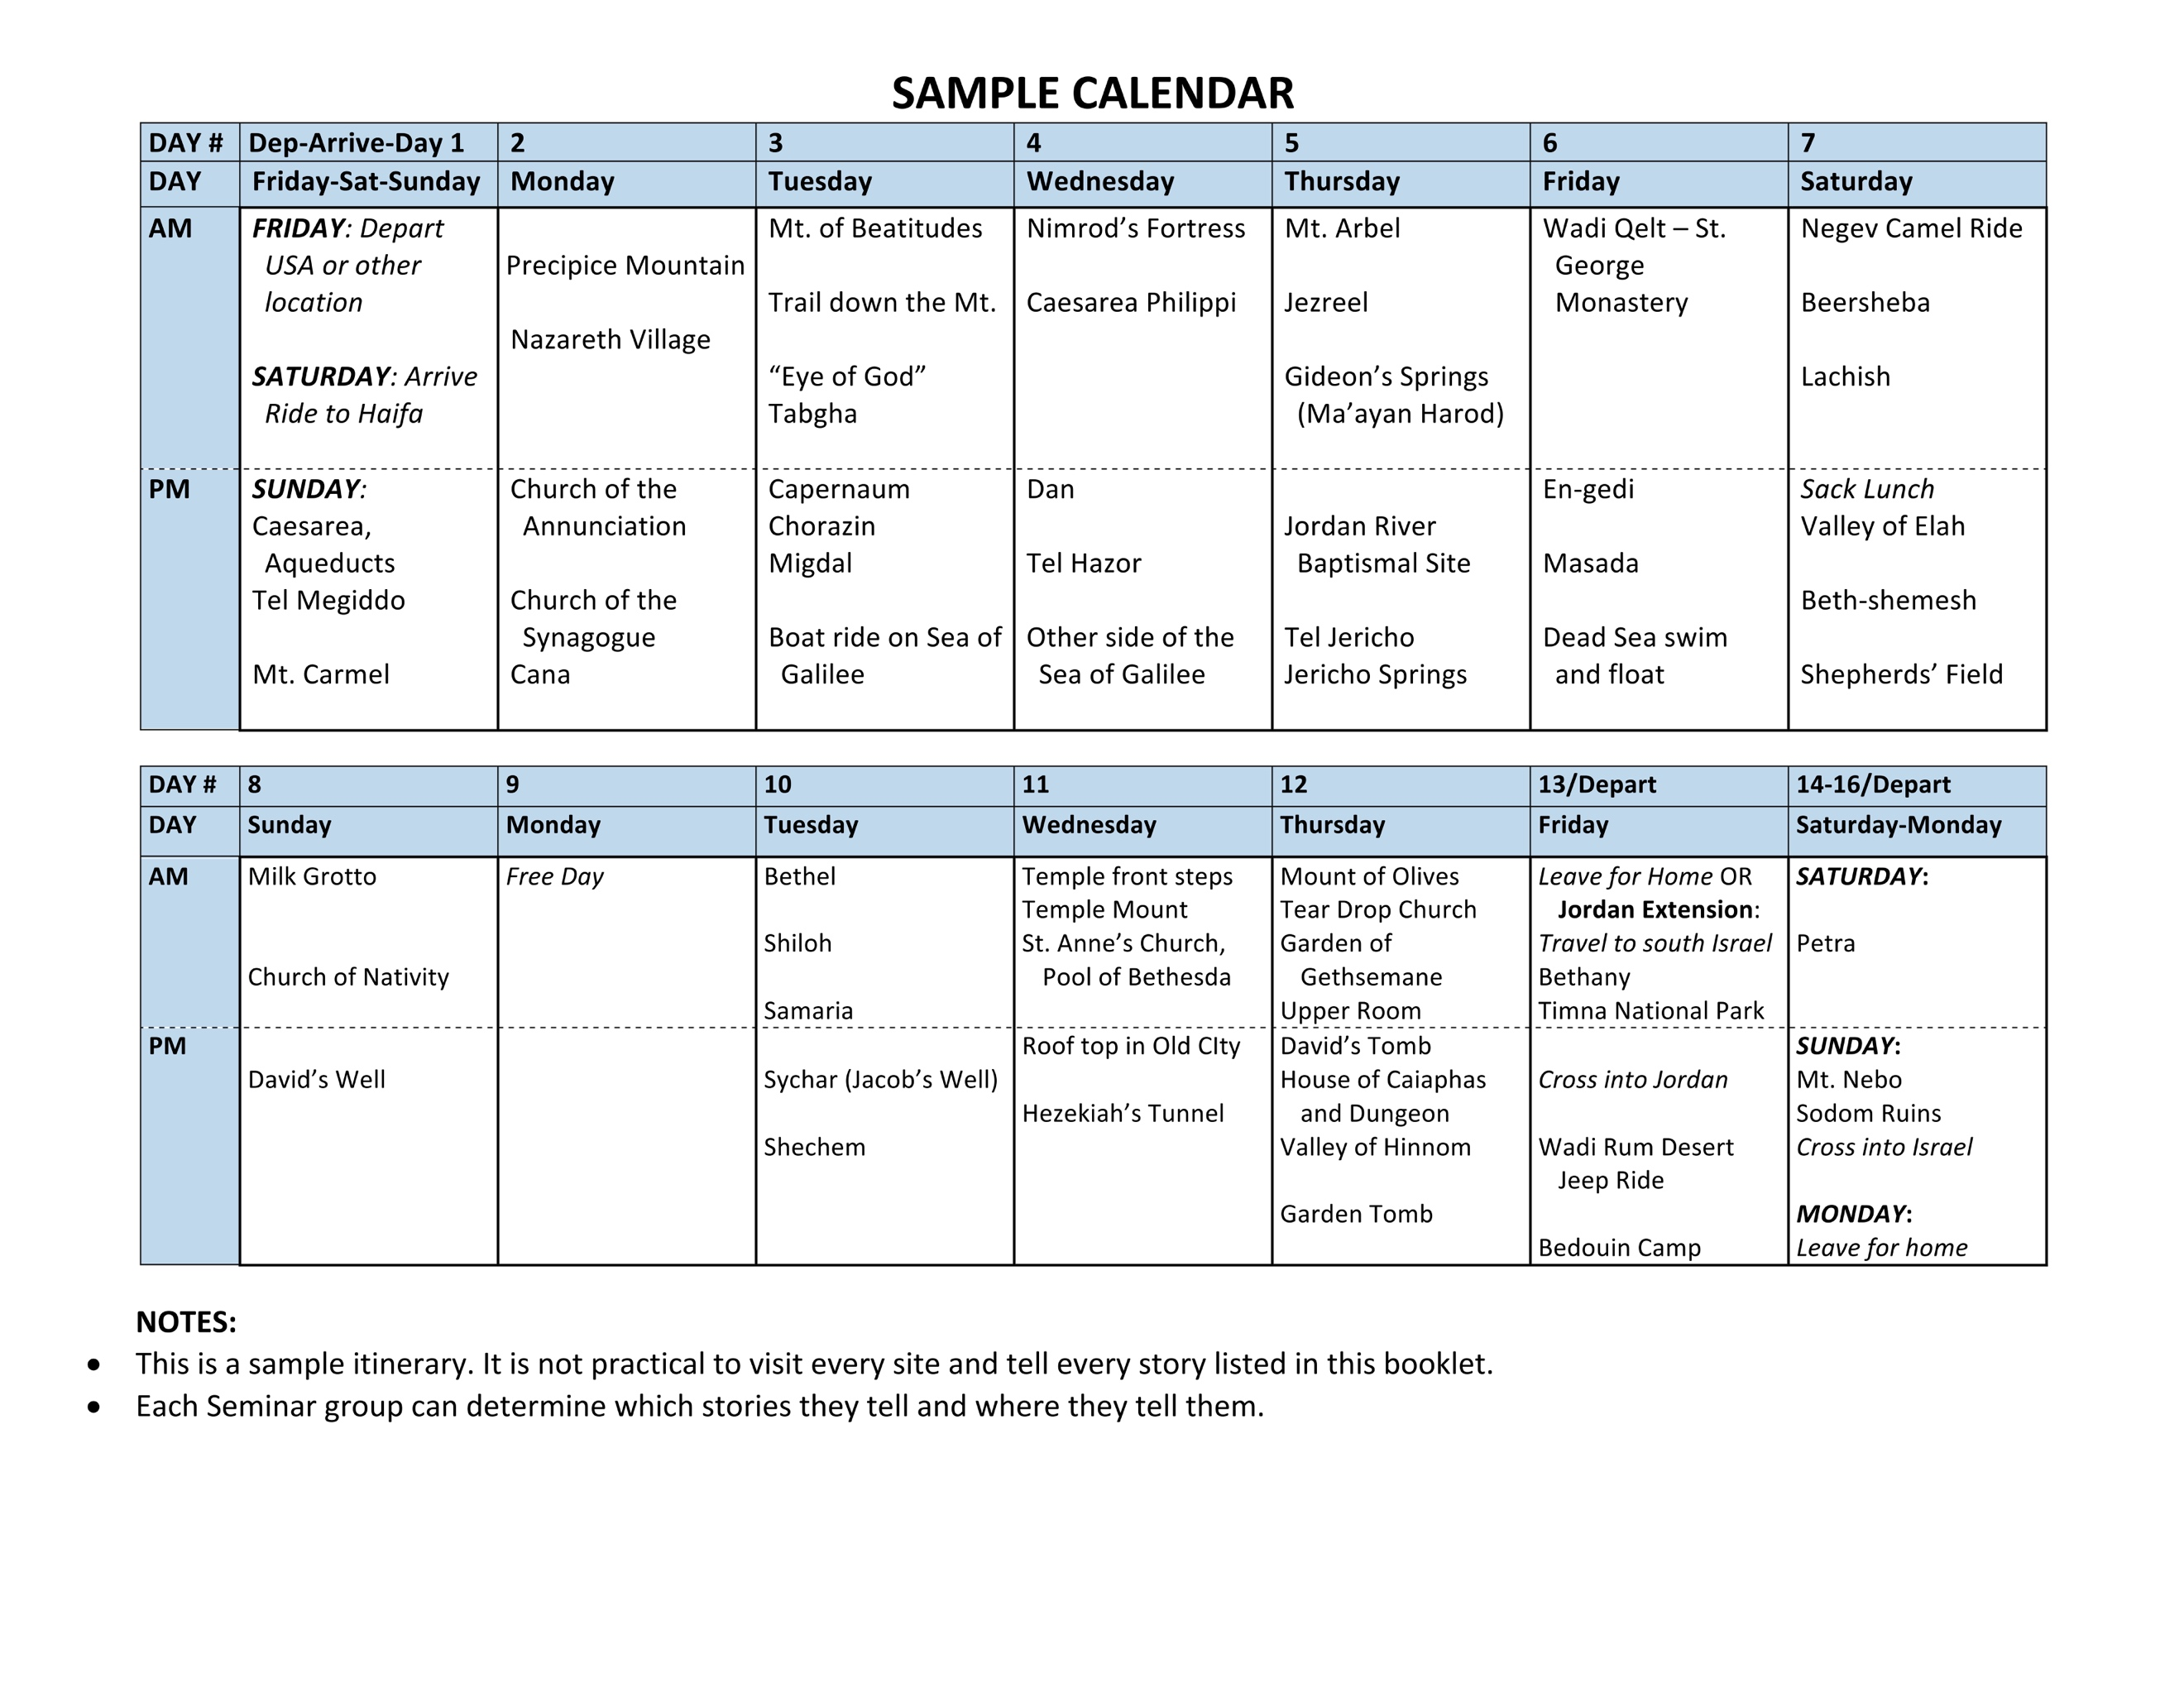 SAMPLE CALENDAR
DAY # Dep-Arrive-Day 1 2 3 4 5 6 7
DAY Friday-Sat-Sunday Monday Tuesday Wednesday Thursday Friday Saturday
AM
FRIDAY: Depart
USA or other
location
SATURDAY: Arrive
Ride to Haifa
Precipice Mountain
Nazareth Village
Mt. of Beatitudes
Trail down the Mt.
“Eye of God”
Tabgha
Nimrod’s Fortress
Caesarea Philippi
Mt. Arbel
Jezreel
Gideon’s Springs
(Ma’ayan Harod)
Wadi Qelt – St.
George
Monastery
Negev Camel Ride
Beersheba
Lachish
PM
SUNDAY:
Caesarea,
Aqueducts
Tel Megiddo
Mt. Carmel
Church of the
Annunciation
Church of the
Synagogue
Cana
Capernaum
Chorazin
Migdal
Boat ride on Sea of
Galilee
Dan
Tel Hazor
Other side of the
Sea of Galilee
Jordan River
Baptismal Site
Tel Jericho
Jericho Springs
En-gedi
Masada
Dead Sea swim
and float
Sack Lunch
Valley of Elah
Beth-shemesh
Shepherds’ Field
DAY # 8 9 10 11 12 13/Depart 14-16/Depart
DAY Sunday Monday Tuesday Wednesday Thursday Friday Saturday-Monday
AM
Milk Grotto
Church of Nativity
Free Day
Bethel
Shiloh
Samaria
Temple front steps
Temple Mount
St. Anne’s Church,
Pool of Bethesda
Mount of Olives
Tear Drop Church
Garden of
Gethsemane
Upper Room
Leave for Home OR
Jordan Extension:
Travel to south Israel
Bethany
Timna National Park
SATURDAY:
Petra
PM
David’s Well
Sychar (Jacob’s Well)
Shechem
Roof top in Old CIty
Hezekiah’s Tunnel
David’s Tomb
House of Caiaphas
and Dungeon
Valley of Hinnom
Garden Tomb
Cross into Jordan
Wadi Rum Desert
Jeep Ride
Bedouin Camp
SUNDAY:
Mt. Nebo
Sodom Ruins
Cross into Israel
MONDAY:
Leave for home
NOTES:
• This is a sample itinerary. It is not practical to visit every site and tell every story listed in this booklet.
• Each Seminar group can determine which stories they tell and where they tell them.